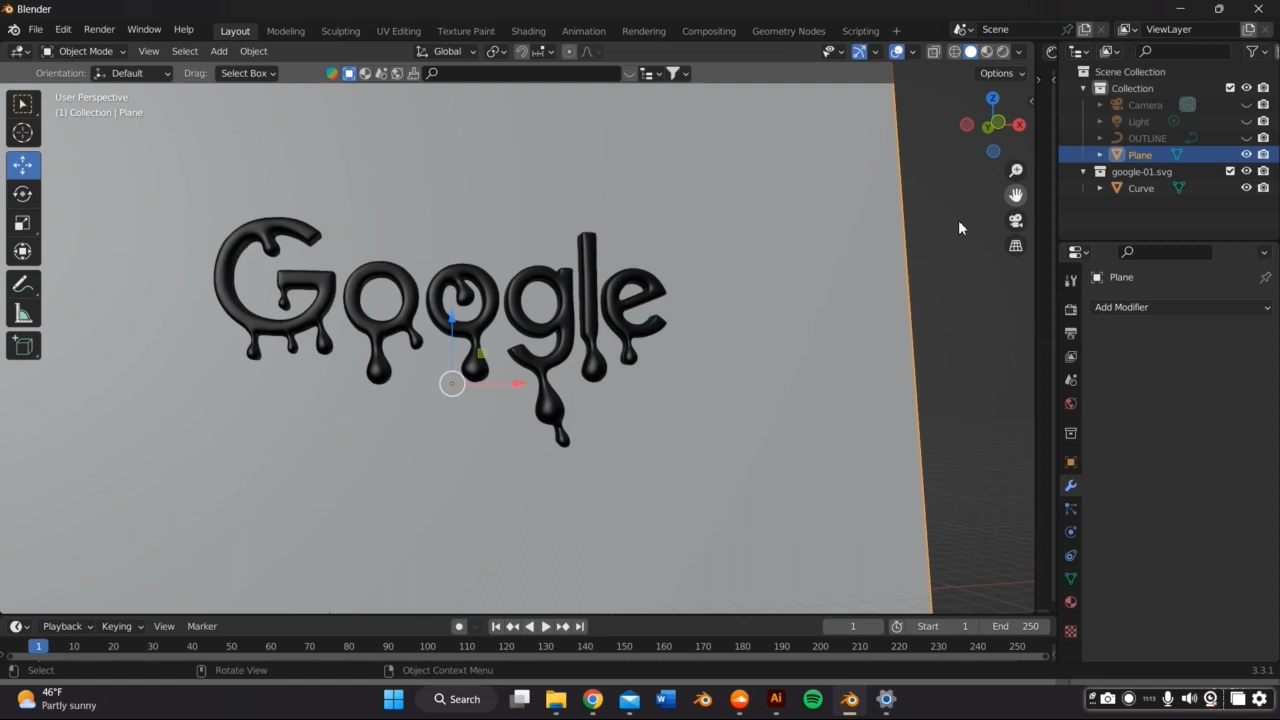 Blender
File Edit Render Window Help Layout Modeling Sculpting UV Editing Texture Paint Shading Animation Rendering Compositing Geometry Nodes Scripting + Scene ViewLayer
Object Mode View Select Add Object Global
Orientation: Default Drag: Select Box Options
User Perspective
(1) Collection | Plane
Z
X
Y
Google
Scene Collection
Collection
Camera
Light
OUTLINE
Plane
google-01.svg
Curve
Plane
Add Modifier
Playback Keying View Marker 1 Start 1 End 250
1 10 20 30 40 50 60 70 80 90 100 110 120 130 140 150 160 170 180 190 200 210 220 230 240 250
Select Rotate View Object Context Menu 3.3.1
46°F
Partly sunny
Search
W
Ai
11:13